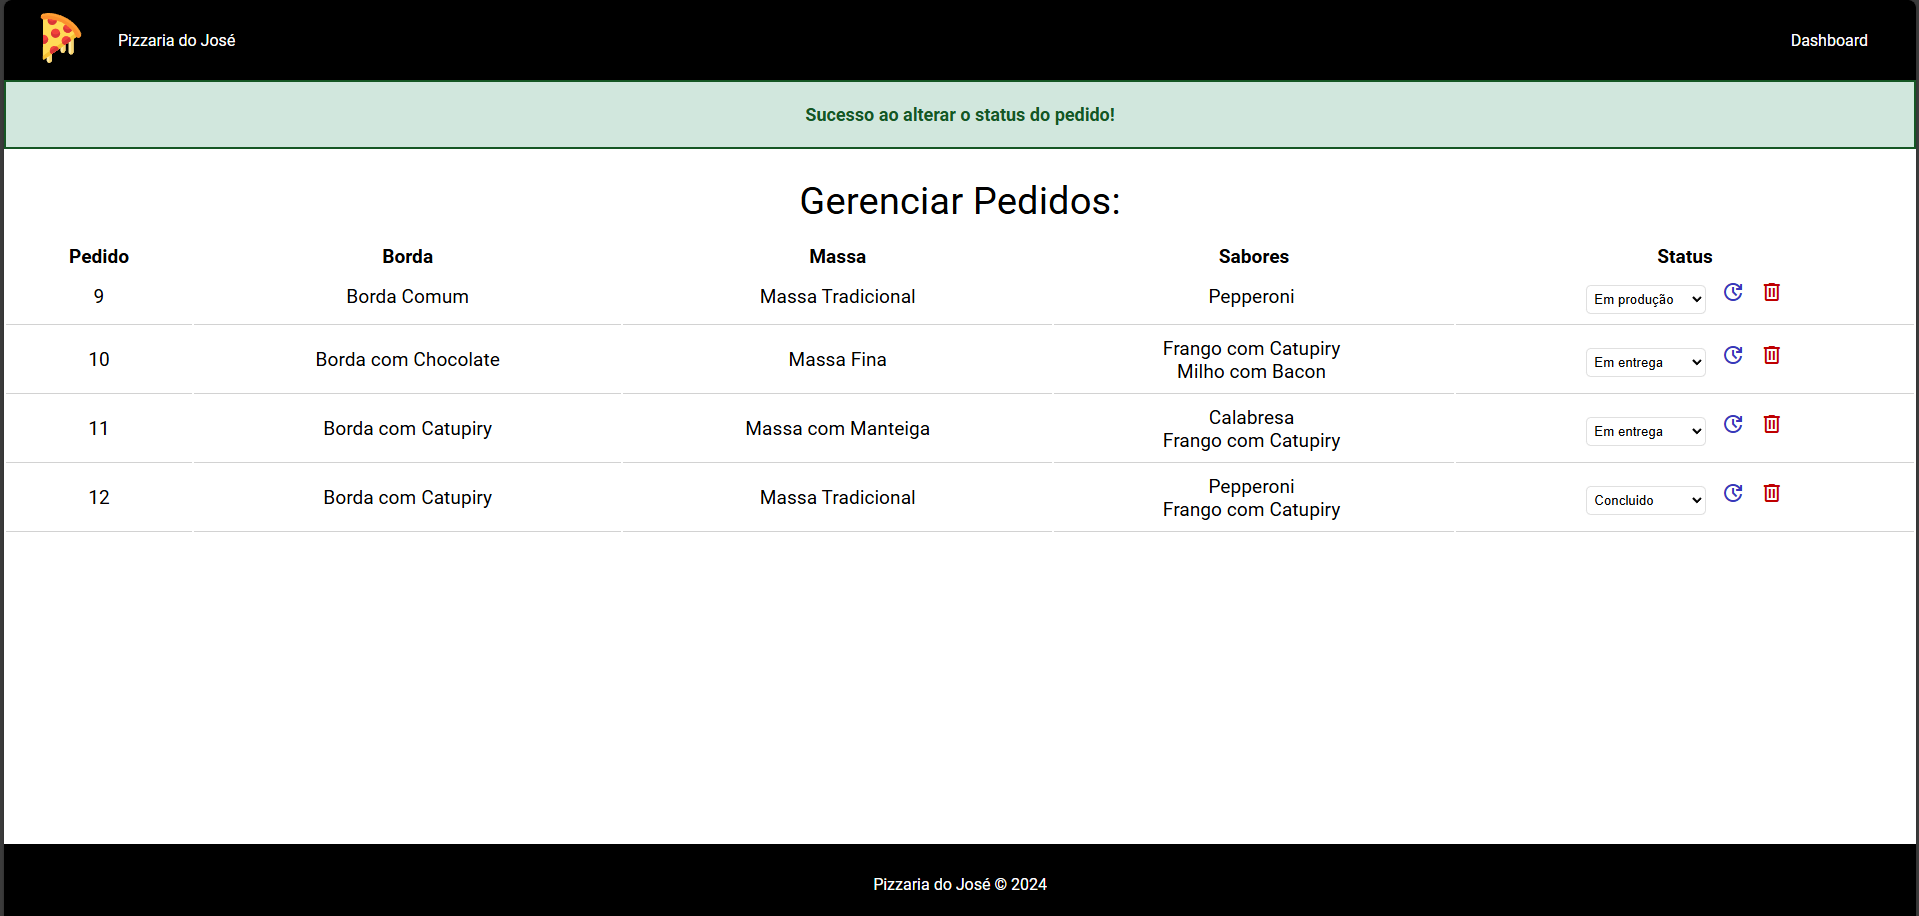 Pizzaria do José
Dashboard
Sucesso ao alterar o status do pedido!
Gerenciar Pedidos:
Pedido Borda Massa Sabores Status
9 Borda Comum Massa Tradicional Pepperoni Em produção
10 Borda com Chocolate Massa Fina Frango com Catupiry Em entrega
Milho com Bacon
11 Borda com Catupiry Massa com Manteiga Calabresa Em entrega
Frango com Catupiry
12 Borda com Catupiry Massa Tradicional Pepperoni Concluido
Frango com Catupiry
Pizzaria do José © 2024